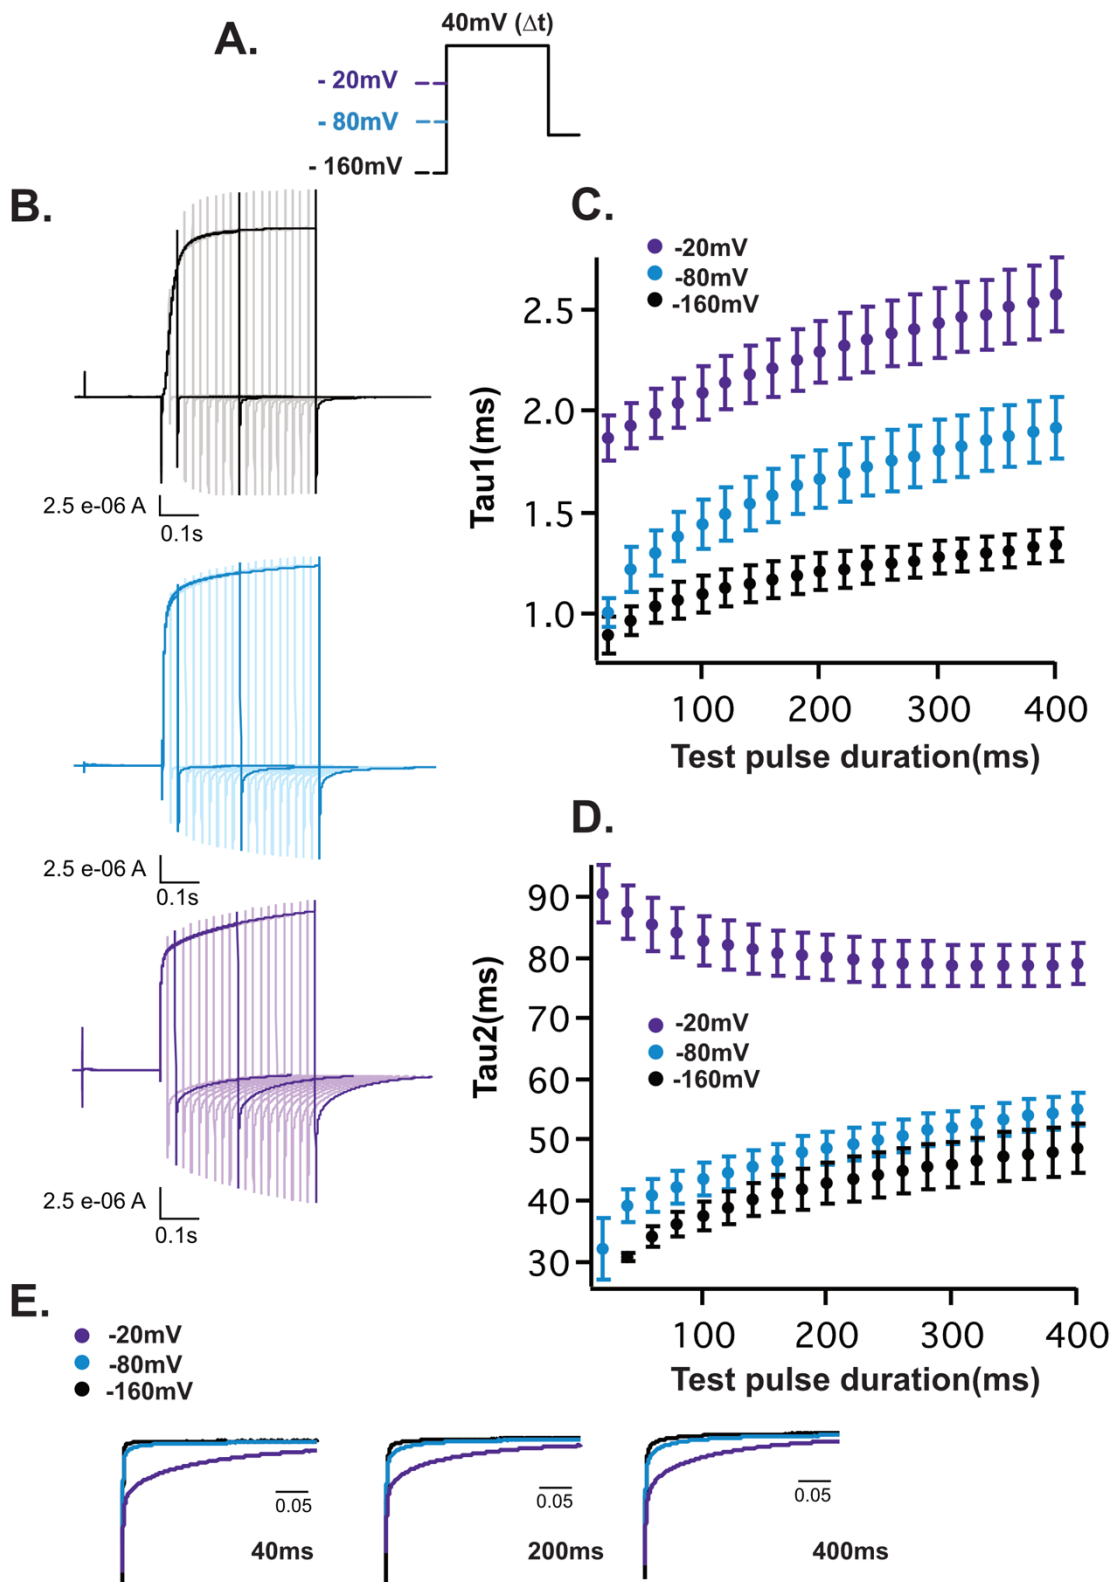 A.
40mV (Δt)
- 20mV
- 80mV
- 160mV
B.
2.5 e-06 A
0.1s
2.5 e-06 A
0.1s
2.5 e-06 A
0.1s
C.
-20mV
-80mV
-160mV
Tau1(ms)
2.5
2.0
1.5
1.0
100 200 300 400
Test pulse duration(ms)
D.
Tau2(ms)
90
80
70
60
50
40
30
-20mV
-80mV
-160mV
100 200 300 400
Test pulse duration(ms)
E.
-20mV
-80mV
-160mV
0.05
40ms
0.05
200ms
0.05
400ms